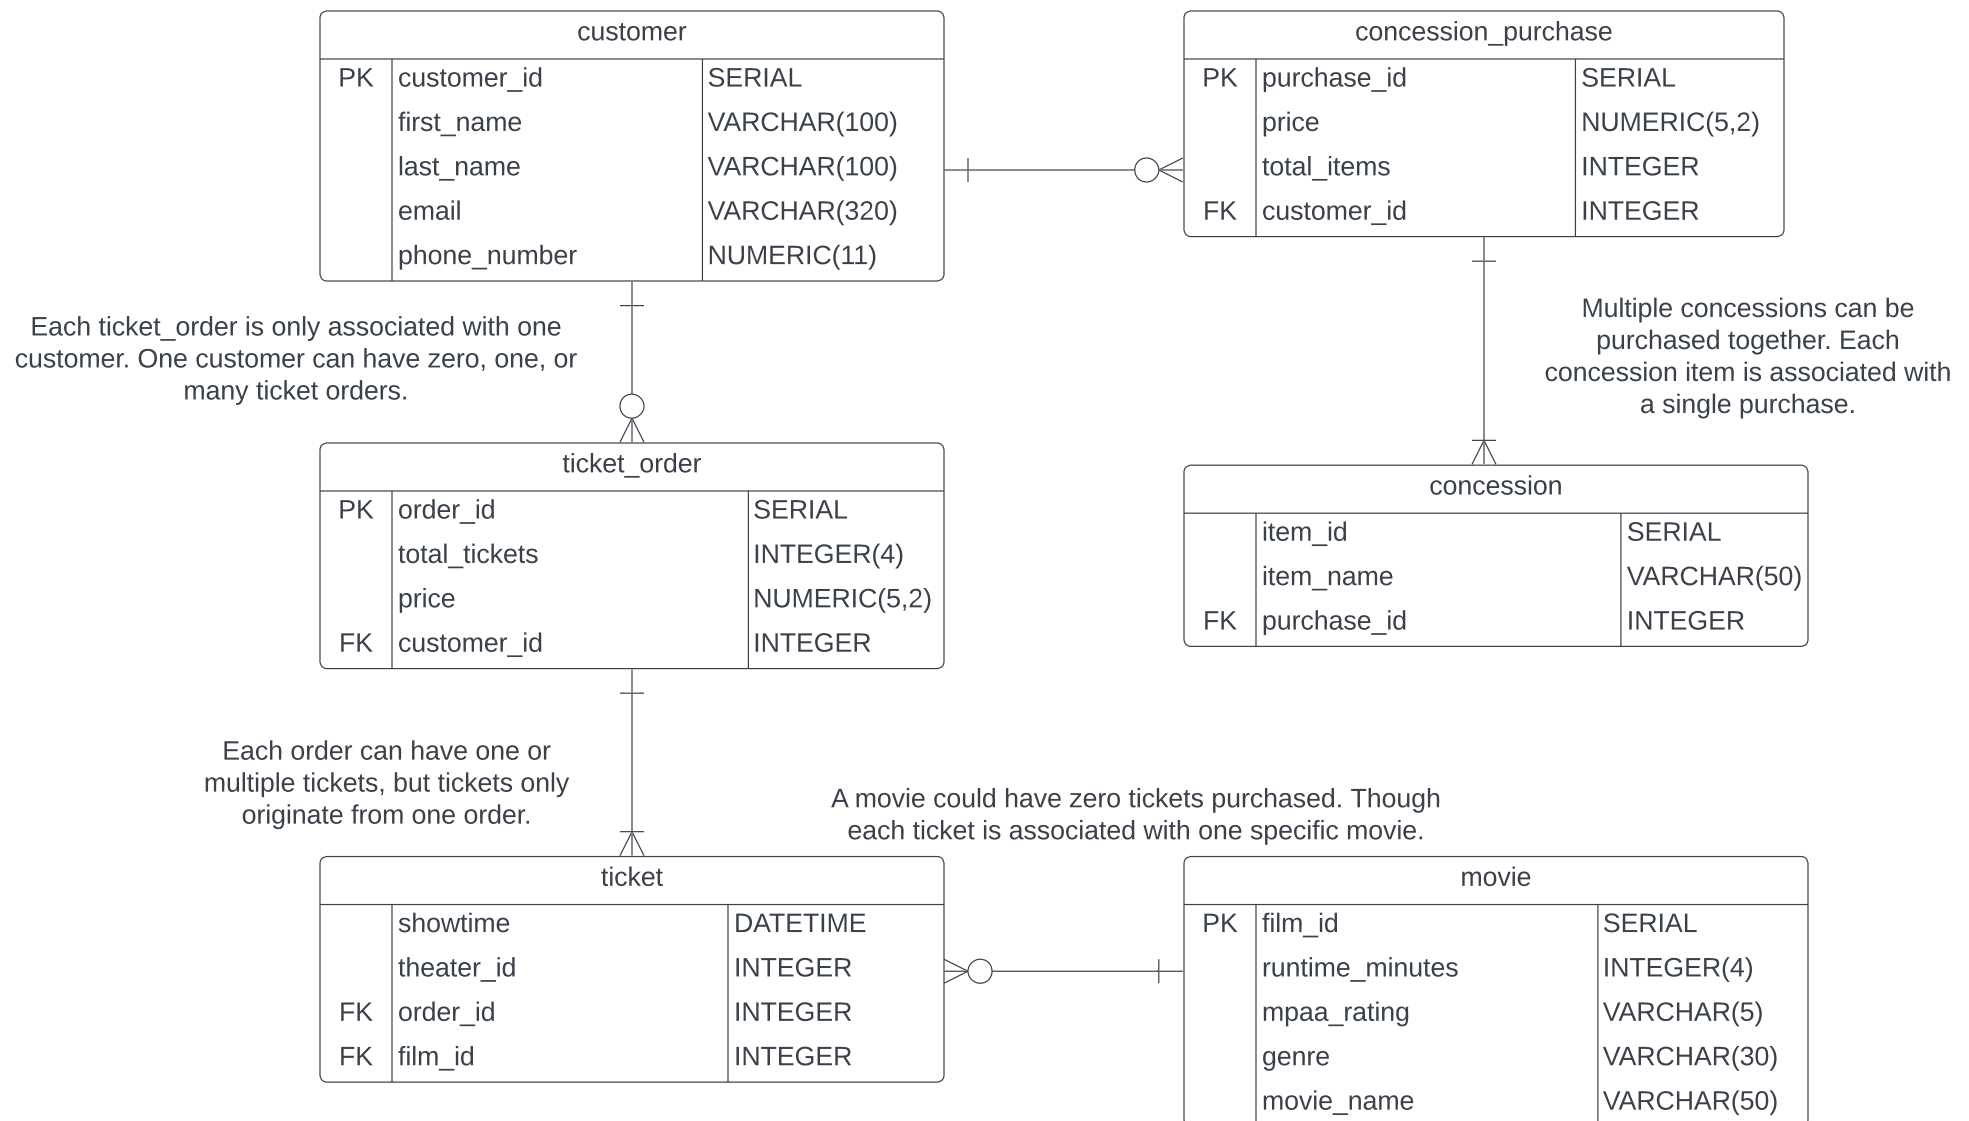 customer
PK customer_id SERIAL
first_name VARCHAR(100)
last_name VARCHAR(100)
email VARCHAR(320)
phone_number NUMERIC(11)
concession_purchase
PK purchase_id SERIAL
price NUMERIC(5,2)
total_items INTEGER
FK customer_id INTEGER
Each ticket_order is only associated with one
customer. One customer can have zero, one, or
many ticket orders.
Multiple concessions can be
purchased together. Each
concession item is associated with
a single purchase.
ticket_order
PK order_id SERIAL
total_tickets INTEGER(4)
price NUMERIC(5,2)
FK customer_id INTEGER
concession
item_id SERIAL
item_name VARCHAR(50)
FK purchase_id INTEGER
Each order can have one or
multiple tickets, but tickets only
originate from one order.
A movie could have zero tickets purchased. Though
each ticket is associated with one specific movie.
ticket
showtime DATETIME
theater_id INTEGER
FK order_id INTEGER
FK film_id INTEGER
movie
PK film_id SERIAL
runtime_minutes INTEGER(4)
mpaa_rating VARCHAR(5)
genre VARCHAR(30)
movie_name VARCHAR(50)